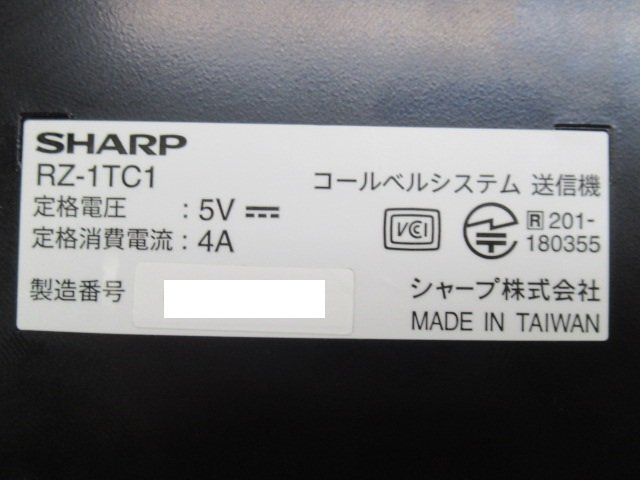 SHARP
RZ-1TC1
コールベルシステム 送信機
定格電圧 : 5V
定格消費電流 : 4A
VCI
R 201-180355
製造番号
シャープ株式会社
MADE IN TAIWAN